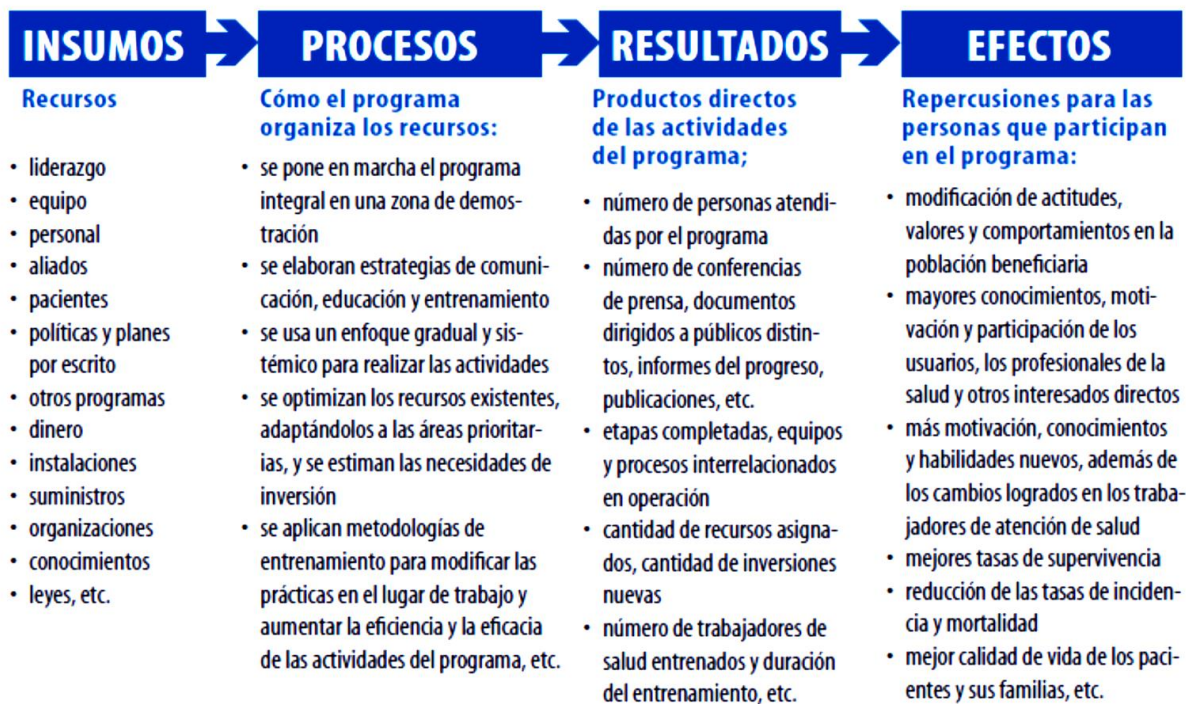 INSUMOS
Recursos
• liderazgo
• equipo
• personal
• aliados
• pacientes
• políticas y planes
por escrito
• otros programas
• dinero
• instalaciones
• suministros
• organizaciones
• conocimientos
• leyes, etc.
PROCESOS
Cómo el programa
organiza los recursos:
• se pone en marcha el programa
integral en una zona de demos-
tración
• se elaboran estrategias de comuni-
cación, educación y entrenamiento
• se usa un enfoque gradual y sis-
témico para realizar las actividades
• se optimizan los recursos existentes,
adaptándolos a las áreas prioritar-
ias, y se estiman las necesidades de
inversión
• se aplican metodologías de
entrenamiento para modificar las
prácticas en el lugar de trabajo y
aumentar la eficiencia y la eficacia
de las actividades del programa, etc.
RESULTADOS
Productos directos
de las actividades
del programa;
• número de personas atendi-
das por el programa
• número de conferencias
de prensa, documentos
dirigidos a públicos distin-
tos, informes del progreso,
publicaciones, etc.
• etapas completadas, equipos
y procesos interrelacionados
en operación
• cantidad de recursos asigna-
dos, cantidad de inversiones
nuevas
• número de trabajadores de
salud entrenados y duración
del entrenamiento, etc.
EFECTOS
Repercusiones para las
personas que participan
en el programa:
• modificación de actitudes,
valores y comportamientos en la
población beneficiaria
• mayores conocimientos, moti-
vación y participación de los
usuarios, los profesionales de la
salud y otros interesados directos
• más motivación, conocimientos
y habilidades nuevos, además de
los cambios logrados en los traba-
jadores de atención de salud
• mejores tasas de supervivencia
• reducción de las tasas de inciden-
cia y mortalidad
• mejor calidad de vida de los paci-
entes y sus familias, etc.